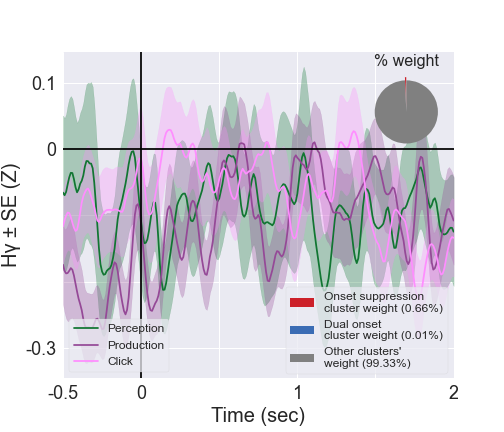 % weight
0.1
0
-0.3
Hγ ± SE (Z)
Perception
Production
Click
Onset suppression
cluster weight (0.66%)
Dual onset
cluster weight (0.01%)
Other clusters'
weight (99.33%)
-0.5
0
1
2
Time (sec)